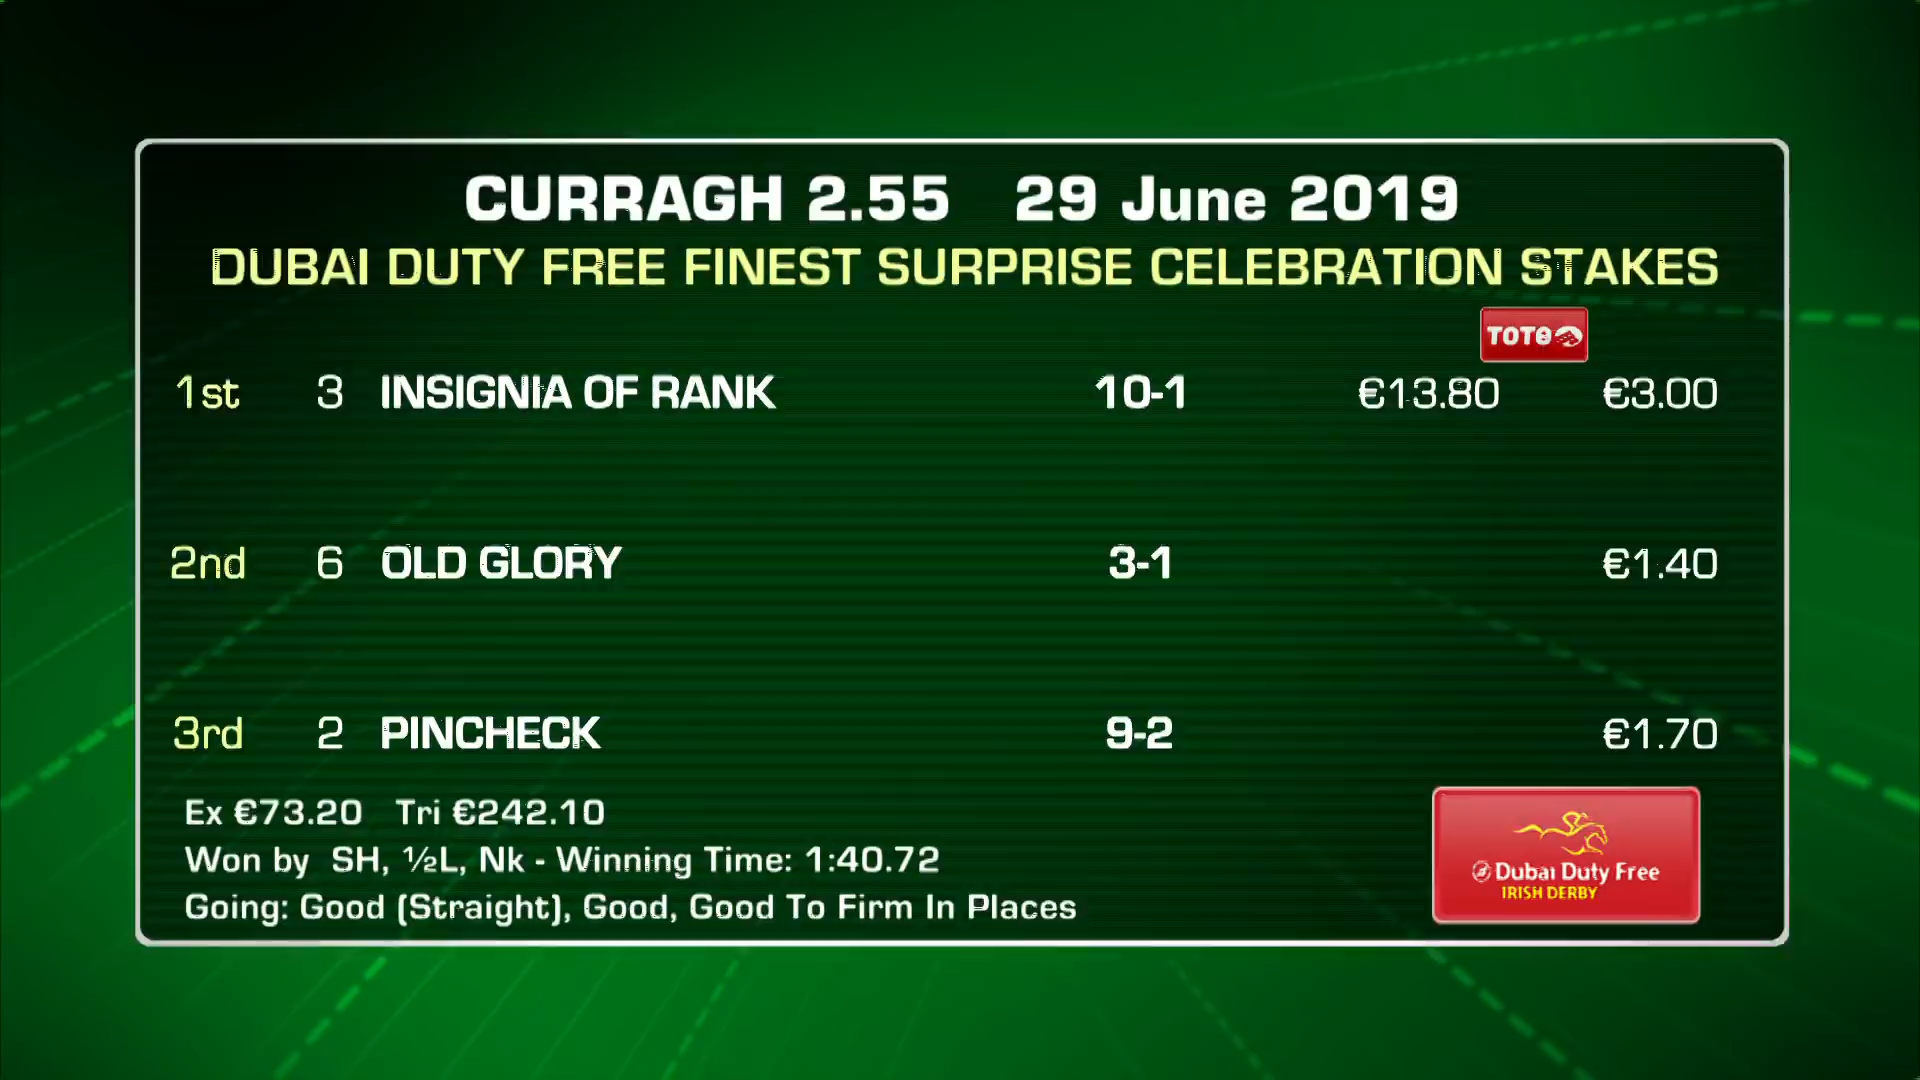 CURRAGH 2.55 29 June 2019
DUBAI DUTY FREE FINEST SURPRISE CELEBRATION STAKES
TOTE
1st 3 INSIGNIA OF RANK 10-1 €13.80 €3.00
2nd 6 OLD GLORY 3-1 €1.40
3rd 2 PINCHECK 9-2 €1.70
Ex €73.20 Tri €242.10
Won by SH, ½L, Nk - Winning Time: 1:40.72
Going: Good (Straight), Good, Good To Firm In Places
Dubai Duty Free
IRISH DERBY